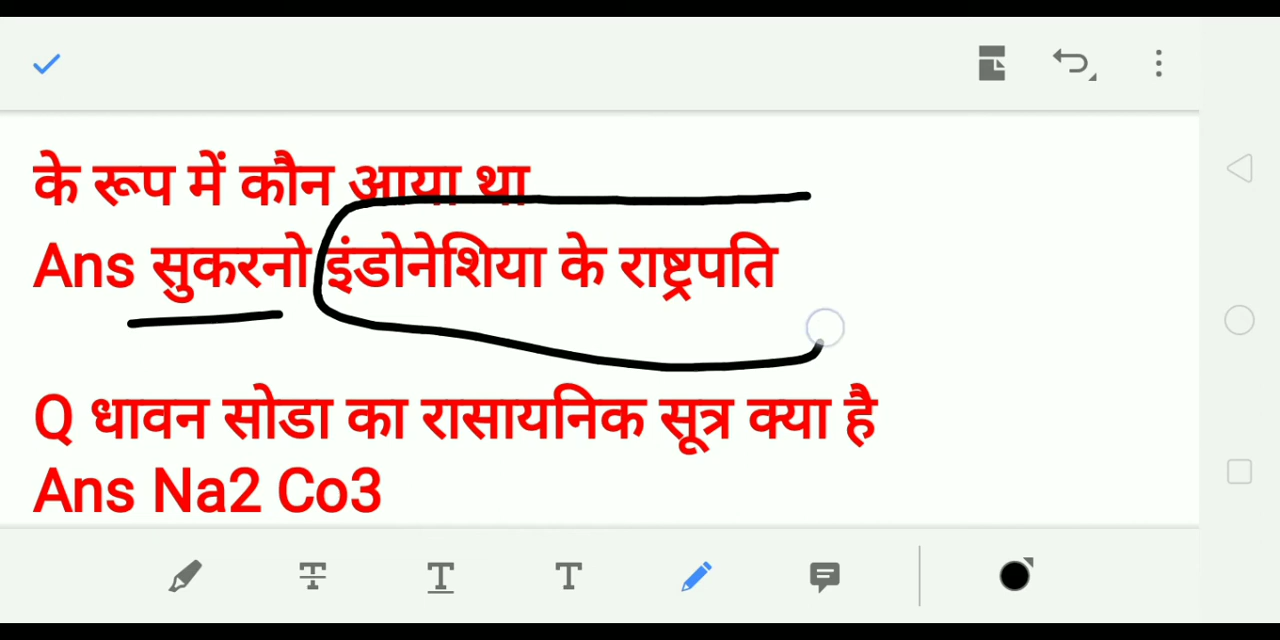 के रूप में कौन आया था
Ans सुकरनो इंडोनेशिया के राष्ट्रपति
Q धावन सोडा का रासायनिक सूत्र क्या है
Ans Na2 Co3